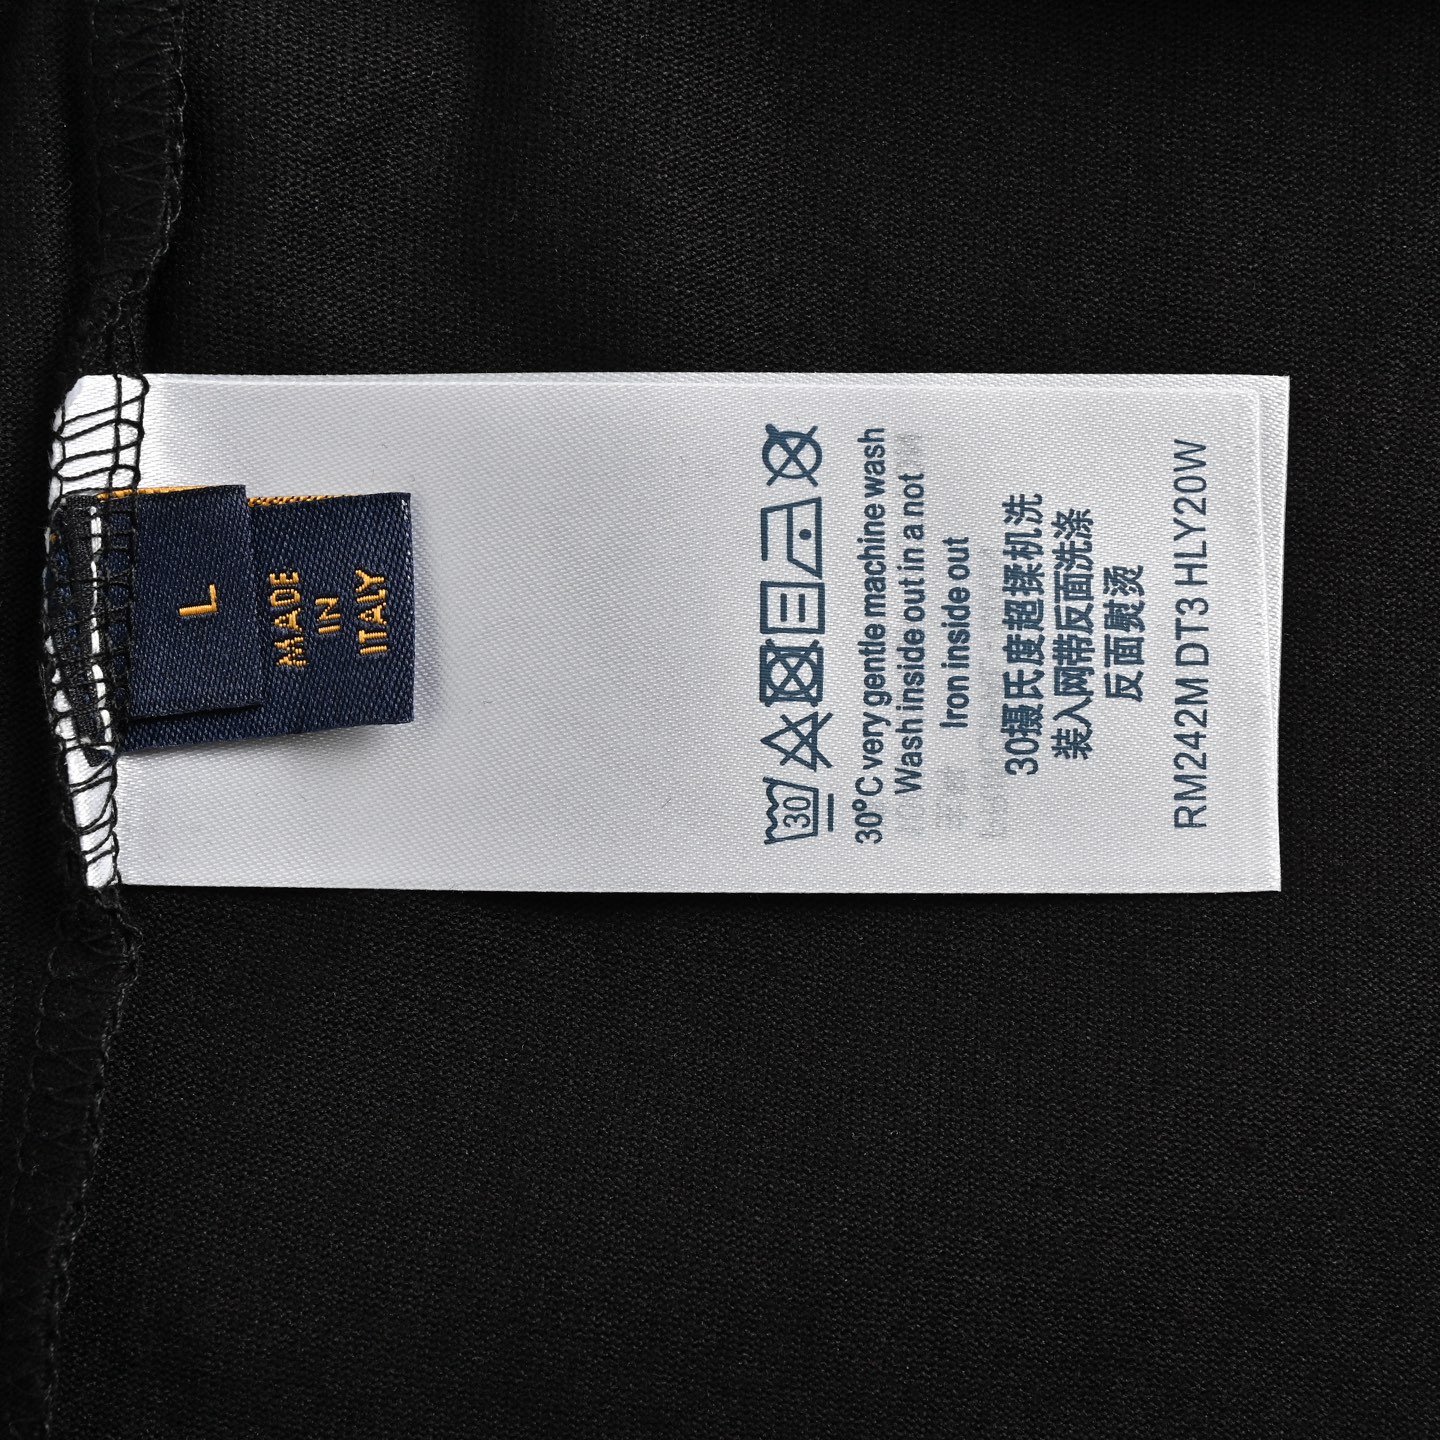 L
MADE
IN
ITALY
30
30°C very gentle machine wash
Wash inside out in a not
Iron inside out
30摄氏度超揉机洗
装入网带反面洗涤
反面熨烫
RM242M DT3 HLY20W